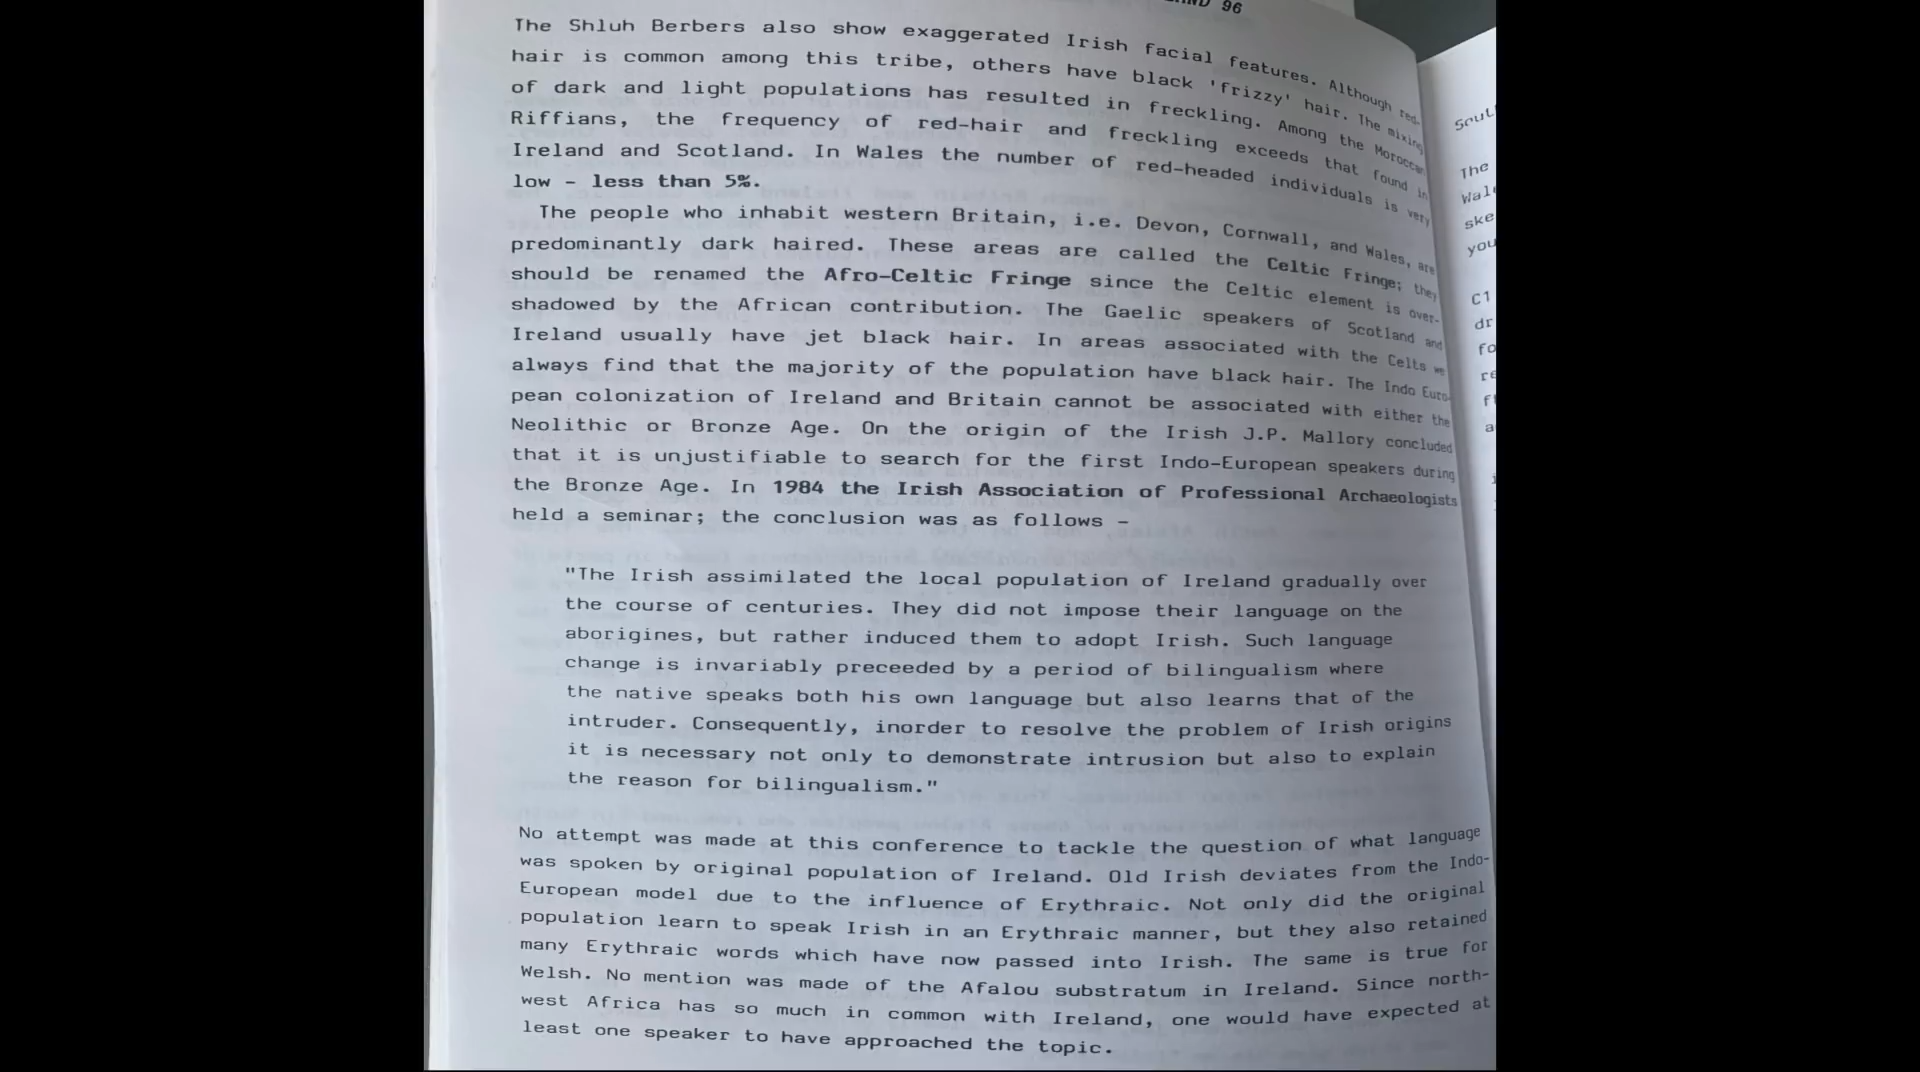 96
The Shluh Berbers also show exaggerated Irish facial features. Although red-
hair is common among this tribe, others have black 'frizzy' hair. The mixing
of dark and light populations has resulted in freckling. Among the Moroccan
Riffians, the frequency of red-hair and freckling exceeds that found in
Ireland and Scotland. In Wales the number of red-headed individuals is very
low - less than 5%.
The people who inhabit western Britain, i.e. Devon, Cornwall, and Wales, are
predominantly dark haired. These areas are called the Celtic Fringe; they
should be renamed the Afro-Celtic Fringe since the Celtic element is over-
shadowed by the African contribution. The Gaelic speakers of Scotland and
Ireland usually have jet black hair. In areas associated with the Celts we
always find that the majority of the population have black hair. The Indo Euro-
pean colonization of Ireland and Britain cannot be associated with either the
Neolithic or Bronze Age. On the origin of the Irish J.P. Mallory concluded
that it is unjustifiable to search for the first Indo-European speakers during
the Bronze Age. In 1984 the Irish Association of Professional Archaeologists
held a seminar; the conclusion was as follows -
"The Irish assimilated the local population of Ireland gradually over
the course of centuries. They did not impose their language on the
aborigines, but rather induced them to adopt Irish. Such language
change is invariably preceeded by a period of bilingualism where
the native speaks both his own language but also learns that of the
intruder. Consequently, inorder to resolve the problem of Irish origins
it is necessary not only to demonstrate intrusion but also to explain
the reason for bilingualism."
No attempt was made at this conference to tackle the question of what language
was spoken by original population of Ireland. Old Irish deviates from the Indo-
European model due to the influence of Erythraic. Not only did the original
population learn to speak Irish in an Erythraic manner, but they also retained
many Erythraic words which have now passed into Irish. The same is true for
Welsh. No mention was made of the Afalou substratum in Ireland. Since north-
west Africa has so much in common with Ireland, one would have expected at
least one speaker to have approached the topic.
The
you